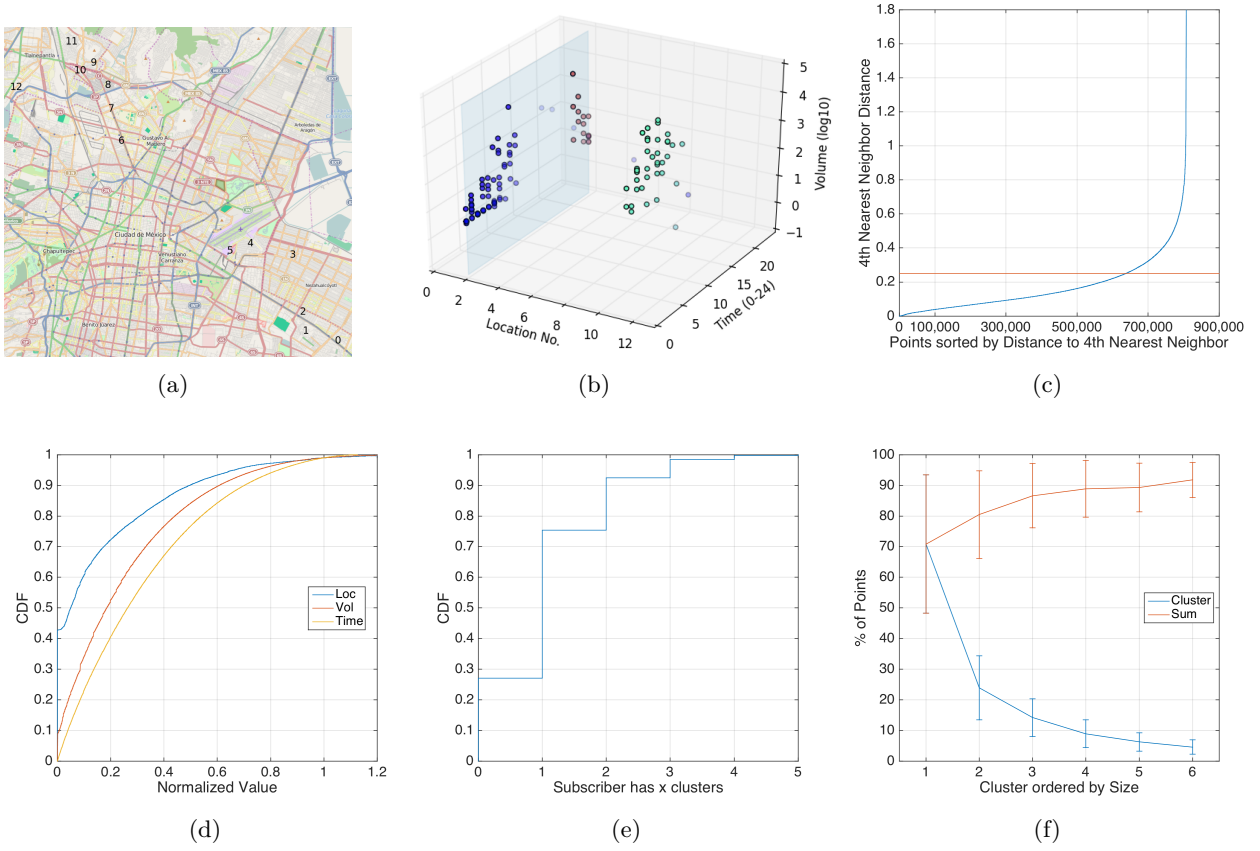 11
Tlalnepantla
9
10
12
8
7
Gustavo A.
Madero
6
Ciudad de México
4
5
3
Chapultepec
Venustiano
Carranza
Nezahualcóyotl
2
Benito Juárez
1
0
(a)
5
4
3
2
1
0
−1
Volume (log10)
0
2
4
6
8
10
12
Location No.
0
5
10
15
20
Time (0-24)
(b)
1.8
1.6
1.4
1.2
1
0.8
0.6
0.4
0.2
0
4th Nearest Neighbor Distance
0 100,000 300,000 500,000 700,000 900,000
Points sorted by Distance to 4th Nearest Neighbor
(c)
1
0.9
0.8
0.7
0.6
0.5
0.4
0.3
0.2
0.1
0
CDF
Loc
Vol
Time
0 0.2 0.4 0.6 0.8 1 1.2
Normalized Value
(d)
1
0.9
0.8
0.7
0.6
0.5
0.4
0.3
0.2
0.1
0
CDF
0 1 2 3 4 5
Subscriber has x clusters
(e)
100
90
80
70
60
50
40
30
20
10
0
% of Points
Cluster
Sum
1 2 3 4 5 6
Cluster ordered by Size
(f)